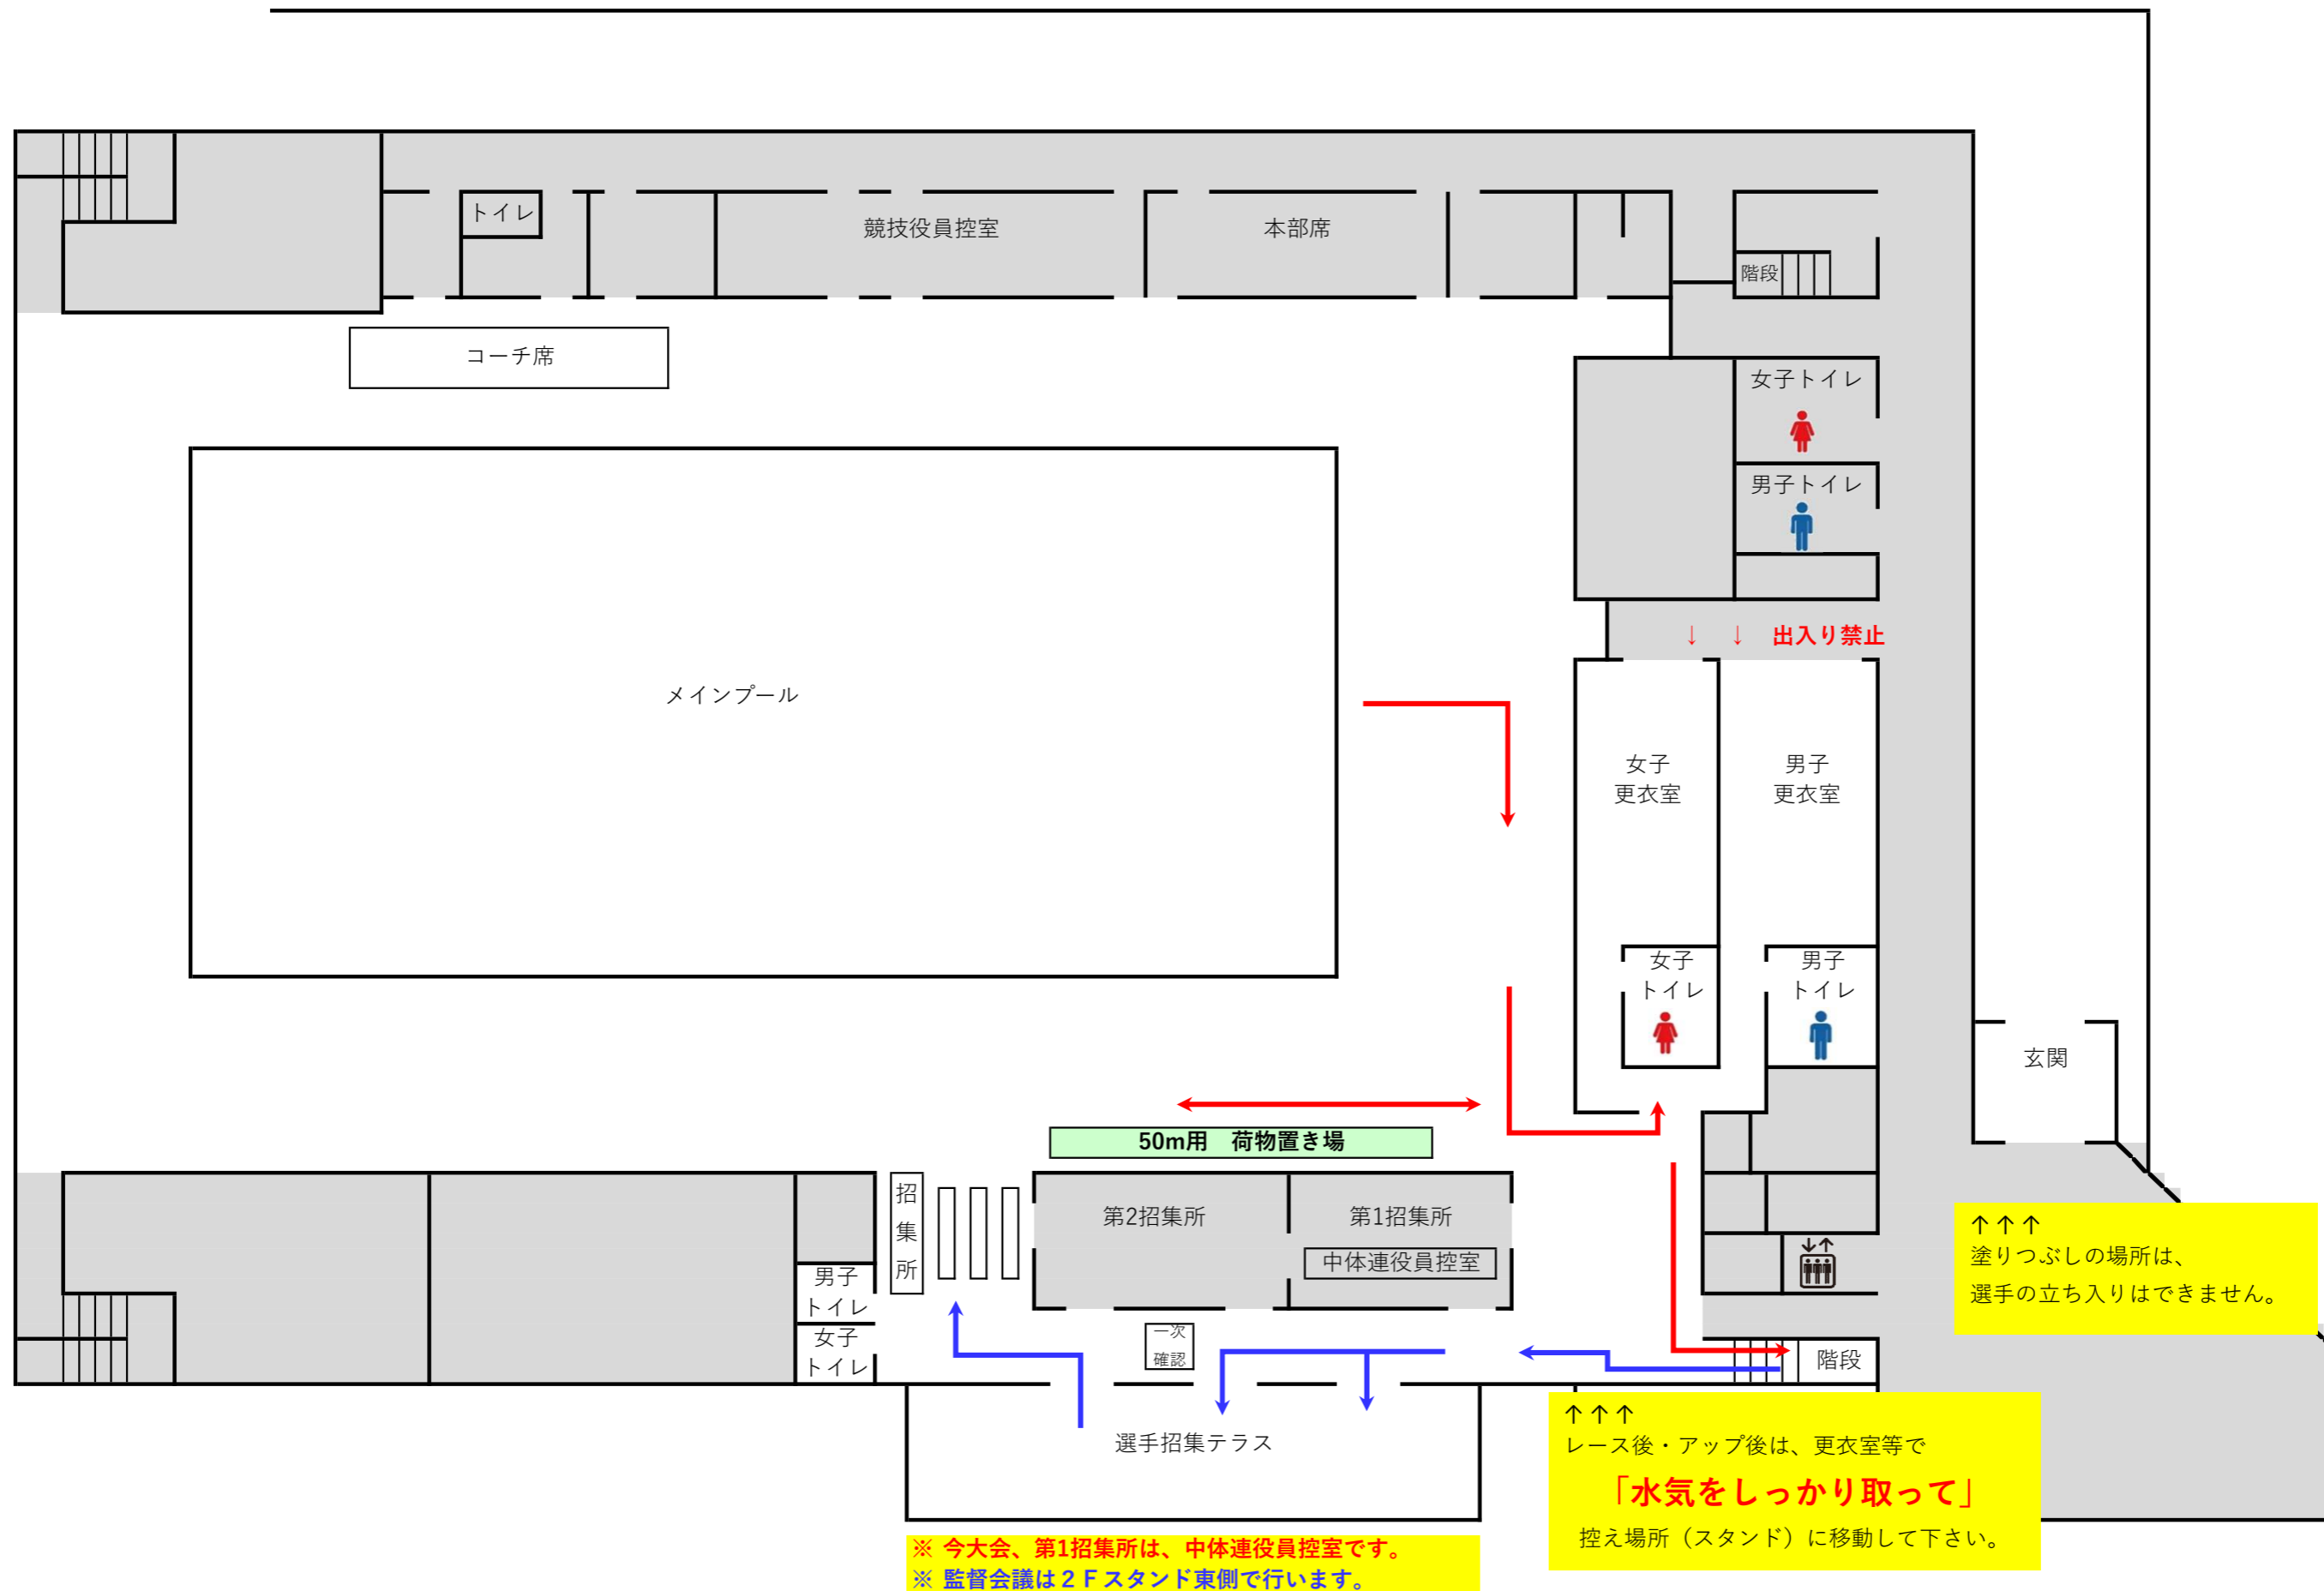 トイレ
競技役員控室
本部席
階段
コーチ席
女子トイレ
男子トイレ
↓ ↓ 出入り禁止
メインプール
女子
更衣室
男子
更衣室
女子
トイレ
男子
トイレ
玄関
50m用 荷物置き場
招
集
所
第2招集所
第1招集所
中体連役員控室
男子
トイレ
女子
トイレ
一次
確認
階段
選手招集テラス
↑↑↑
塗りつぶしの場所は、
選手の立ち入りはできません。
↑↑↑
レース後・アップ後は、更衣室等で
「水気をしっかり取って」
控え場所（スタンド）に移動して下さい。
※ 今大会、第1招集所は、中体連役員控室です。
※ 監督会議は２Ｆスタンド東側で行います。